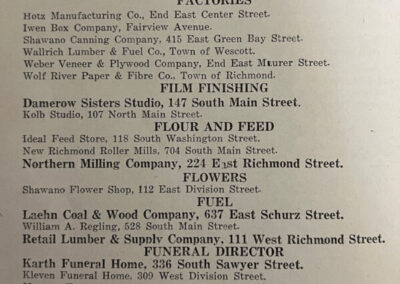 FACTORIES
Hotz Manufacturing Co., End East Center Street.
Iwen Box Company, Fairview Avenue.
Shawano Canning Company, 415 East Green Bay Street.
Wallrich Lumber & Fuel Co., Town of Wescott.
Weber Veneer & Plywood Company, End East Maurer Street.
Wolf River Paper & Fibre Co., Town of Richmond.
FILM FINISHING
Damerow Sisters Studio, 147 South Main Street.
Kolb Studio, 107 North Main Street.
FLOUR AND FEED
Ideal Feed Store, 118 South Washington Street.
New Richmond Roller Mills, 704 South Main Street.
Northern Milling Company, 224 East Richmond Street.
FLOWERS
Shawano Flower Shop, 112 East Division Street.
FUEL
Laehn Coal & Wood Company, 637 East Schurz Street.
William A. Regling, 528 South Main Street.
Retail Lumber & Supply Company, 111 West Richmond Street.
FUNERAL DIRECTOR
Karth Funeral Home, 336 South Sawyer Street.
Kleven Funeral Home, 309 West Division Street.